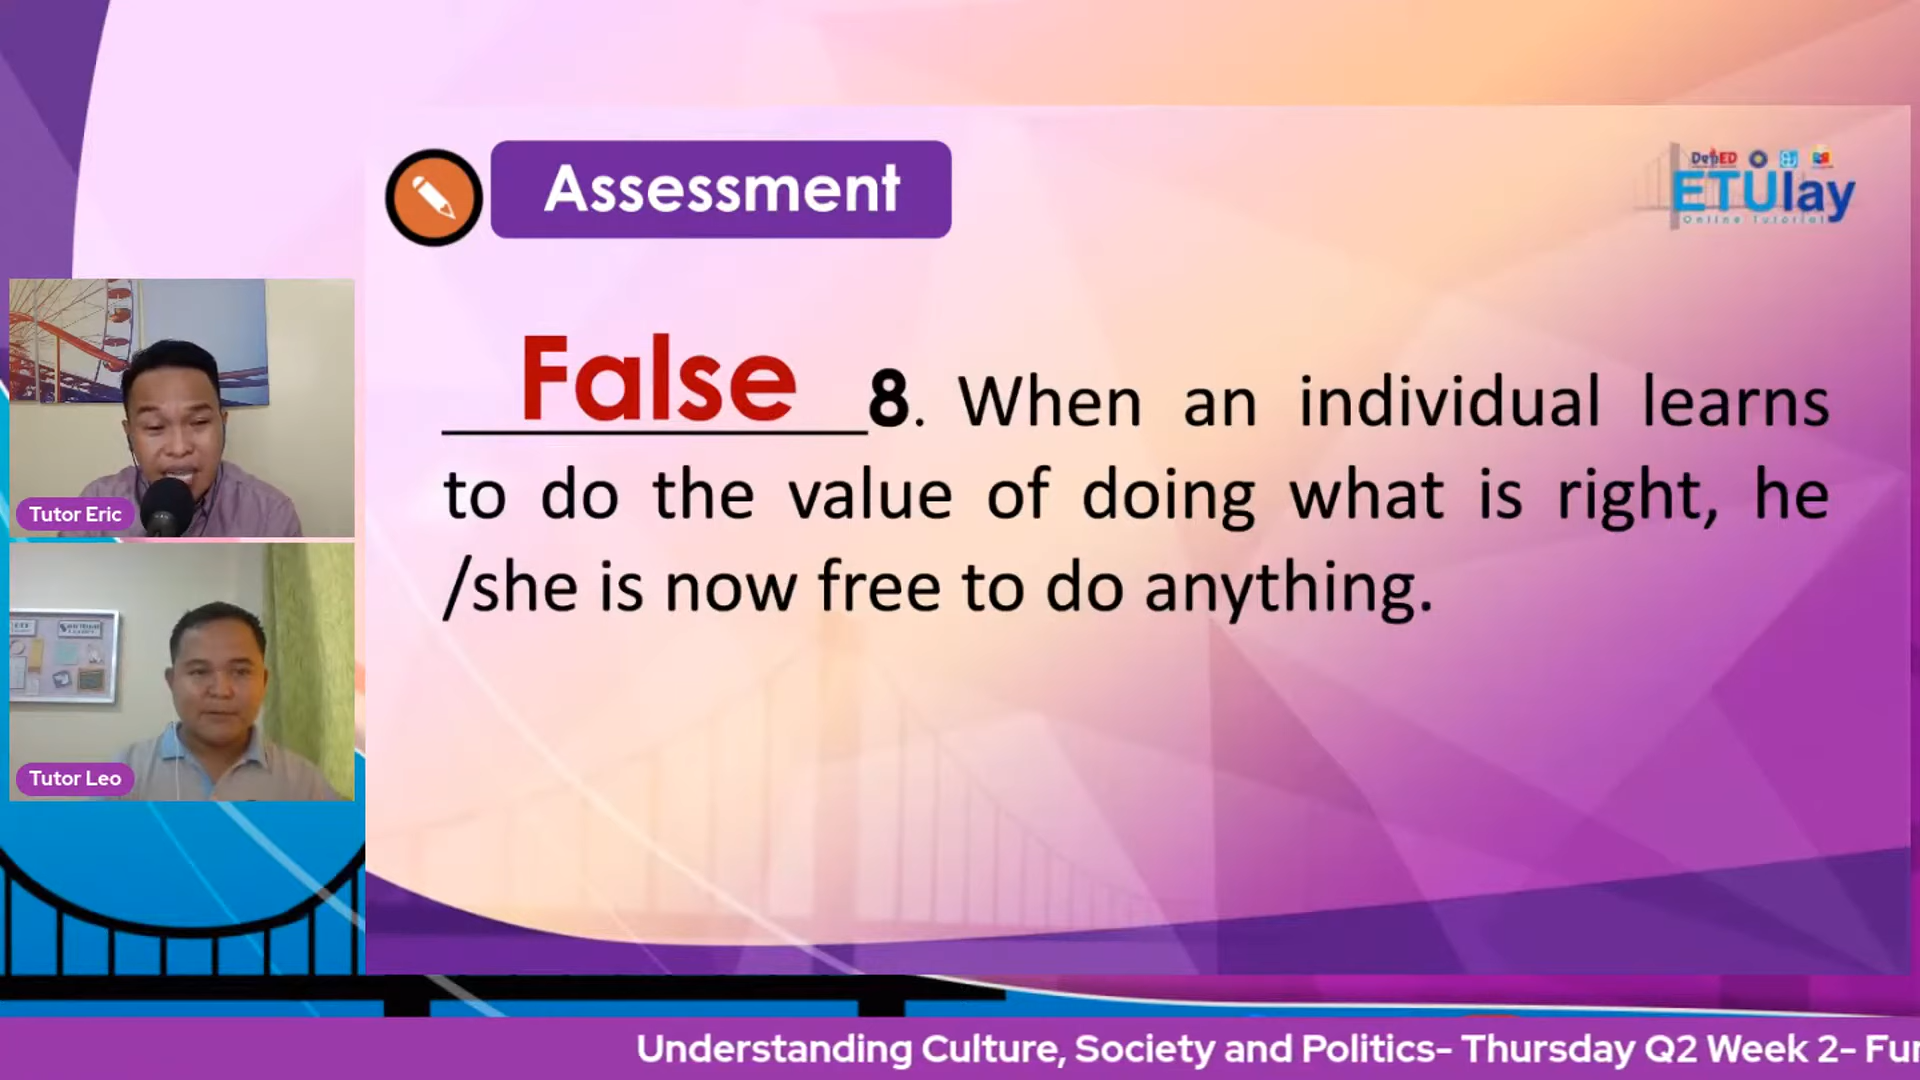 Assessment
DepED
ETUlay
Online Tutorial
False
8. When an individual learns
to do the value of doing what is right, he
/she is now free to do anything.
Tutor Eric
Tutor Leo
Understanding Culture, Society and Politics- Thursday Q2 Week 2- Fun